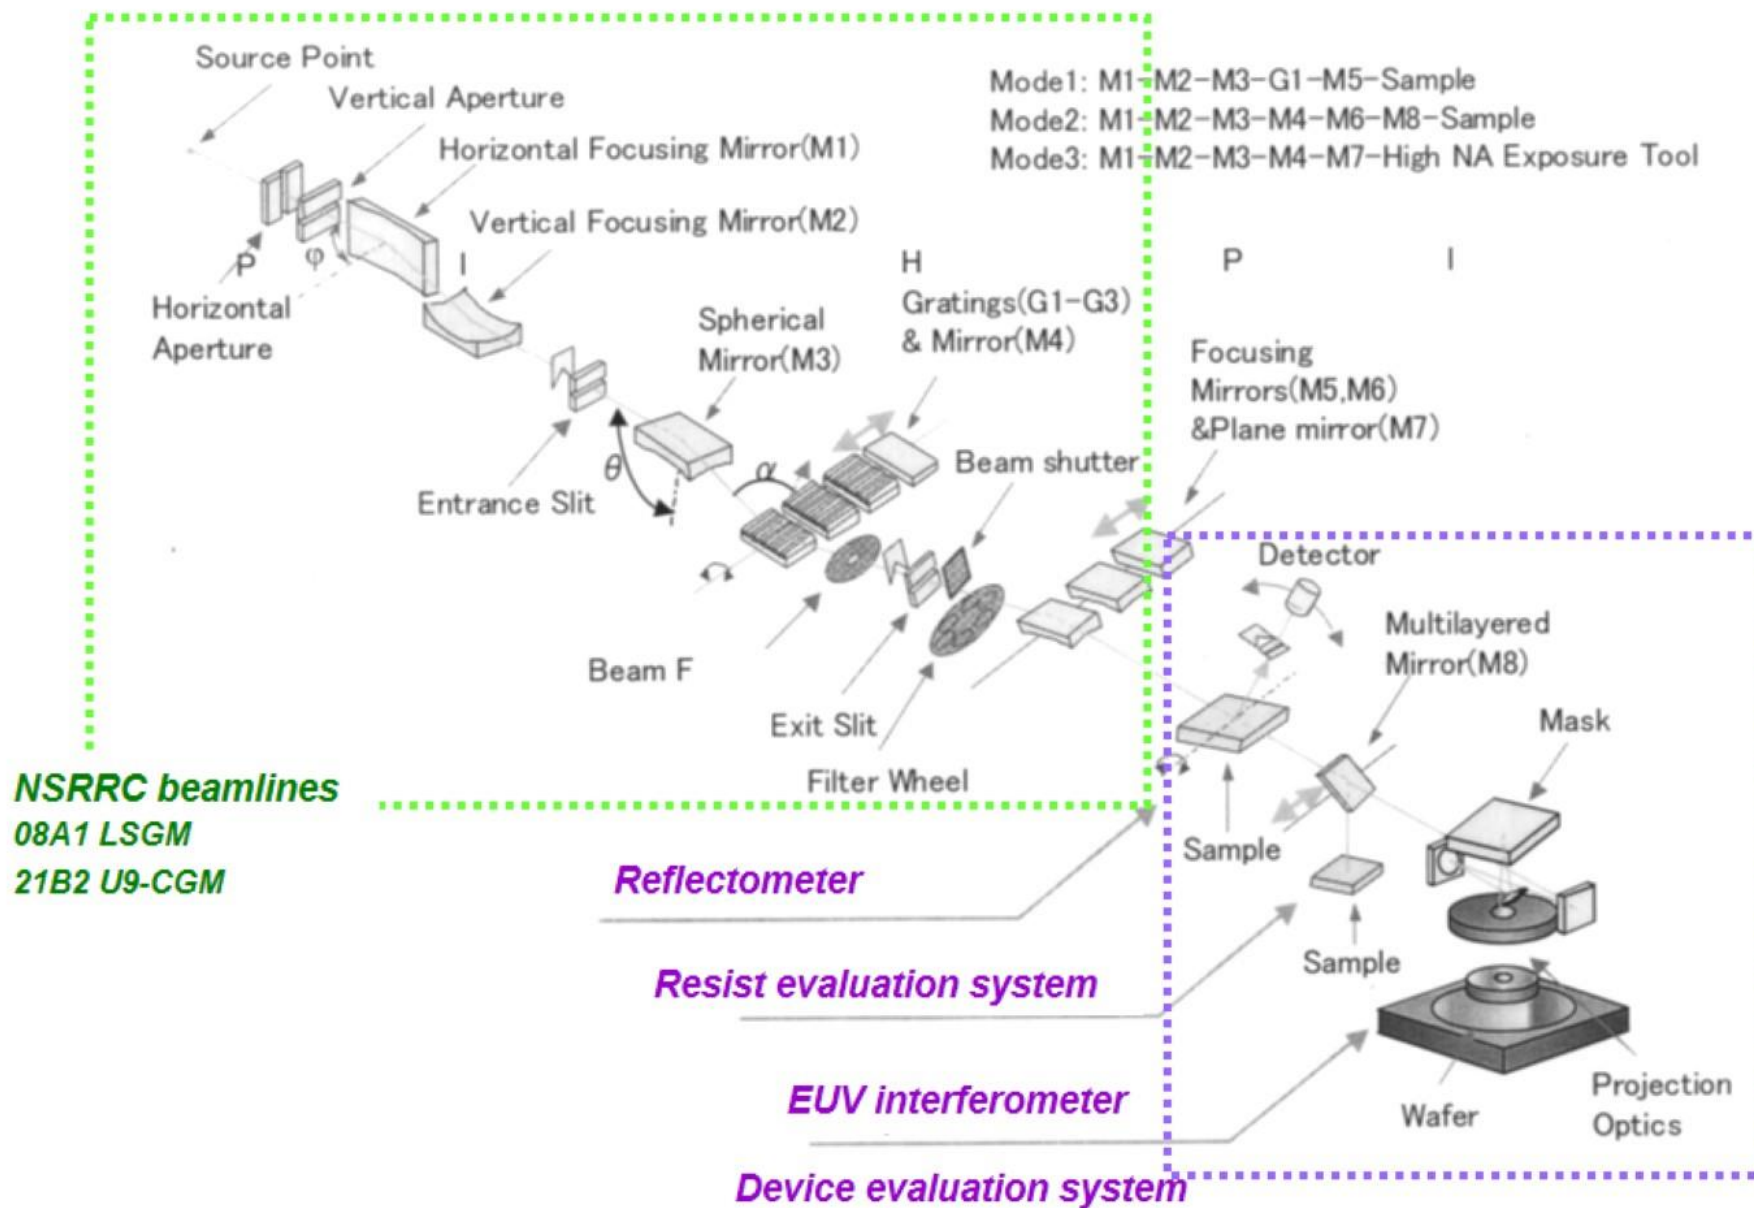 Source Point
Vertical Aperture
Horizontal Focusing Mirror(M1)
Vertical Focusing Mirror(M2)
Mode1: M1-M2-M3-G1-M5-Sample
Mode2: M1-M2-M3-M4-M6-M8-Sample
Mode3: M1-M2-M3-M4-M7-High NA Exposure Tool
P
φ
I
H
P
I
Horizontal
Aperture
Spherical
Mirror(M3)
Gratings(G1-G3)
& Mirror(M4)
Focusing
Mirrors(M5,M6)
&Plane mirror(M7)
Entrance Slit
θ
α
Beam shutter
Detector
Multilayered
Mirror(M8)
Beam F
Exit Slit
Filter Wheel
Mask
Sample
Sample
Wafer
Projection
Optics
NSRRC beamlines
08A1 LSGM
21B2 U9-CGM
Reflectometer
Resist evaluation system
EUV interferometer
Device evaluation system